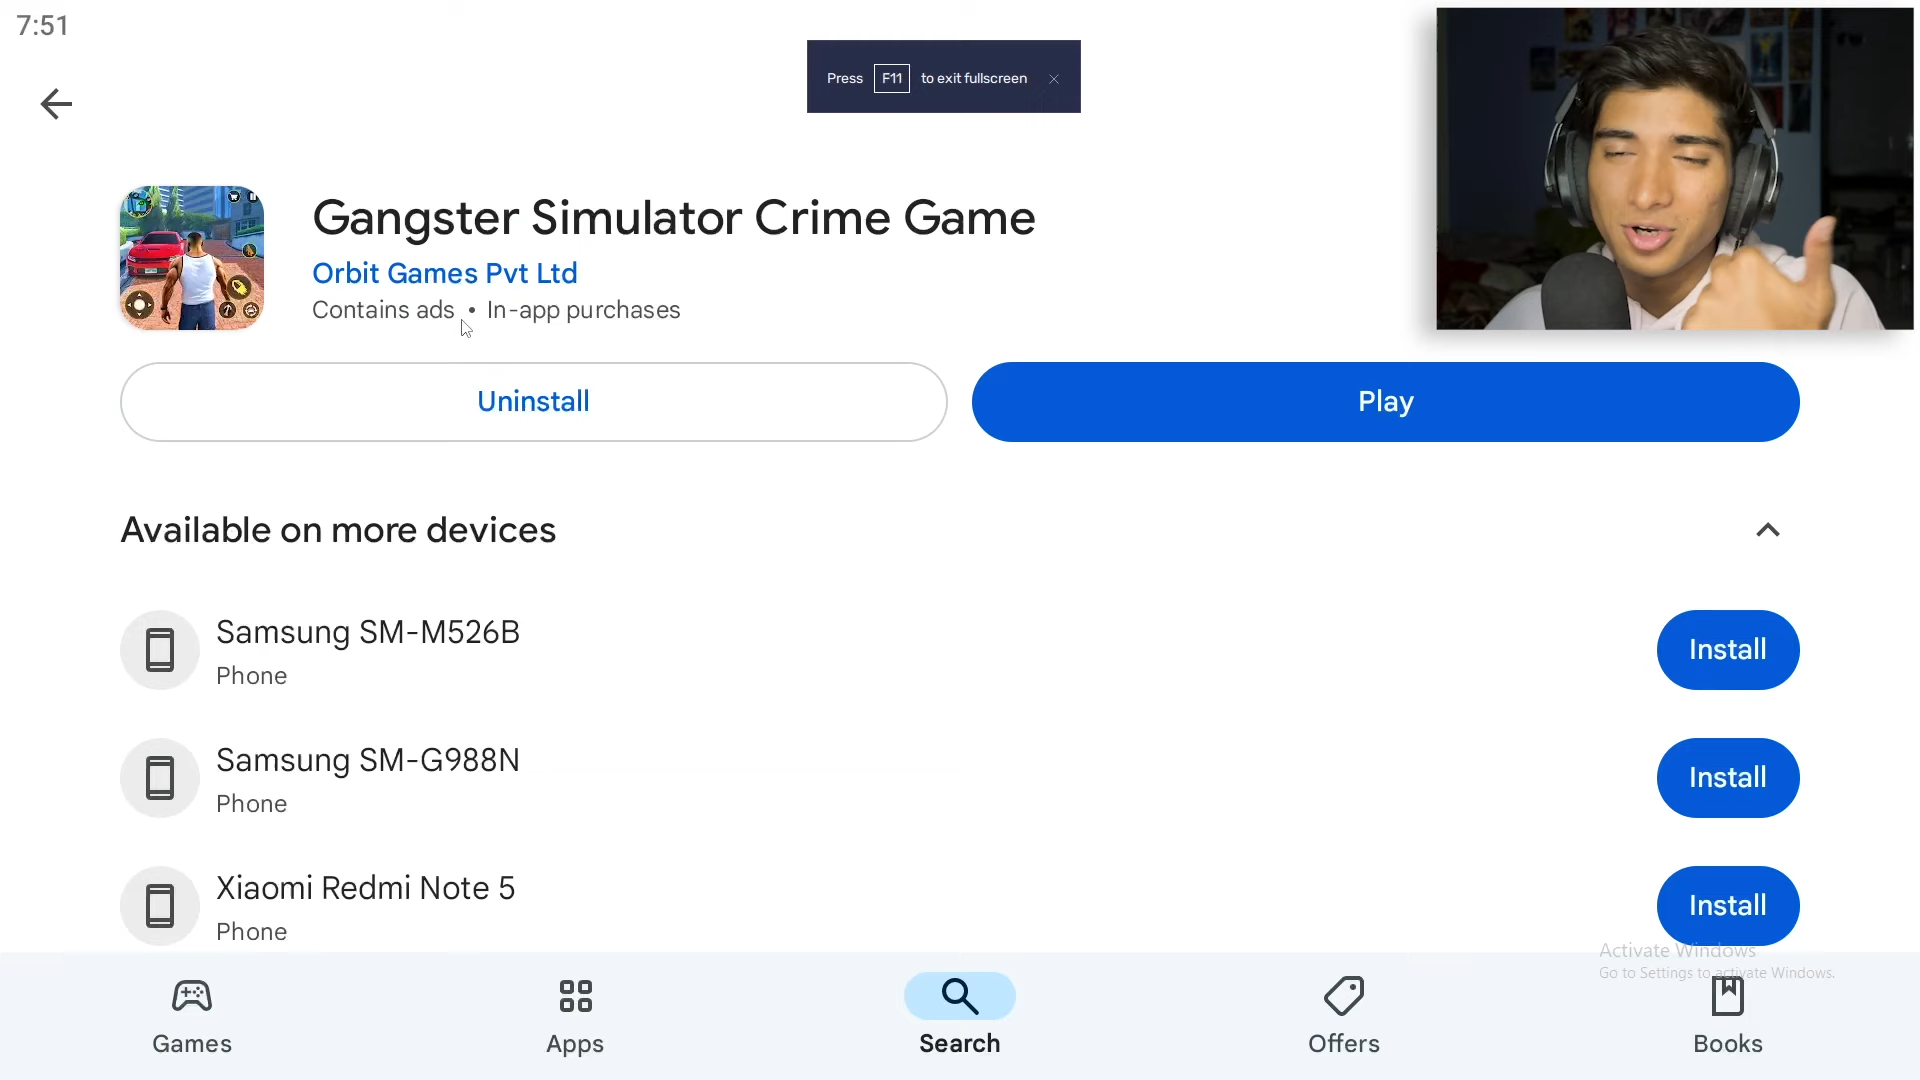 7:51
Press F11 to exit fullscreen
Gangster Simulator Crime Game
Orbit Games Pvt Ltd
Contains ads • In-app purchases
Uninstall
Play
Available on more devices
Samsung SM-M526B
Phone
Install
Samsung SM-G988N
Phone
Install
Xiaomi Redmi Note 5
Phone
Install
Activate Windows
Go to Settings to activate Windows.
Games
Apps
Search
Offers
Books